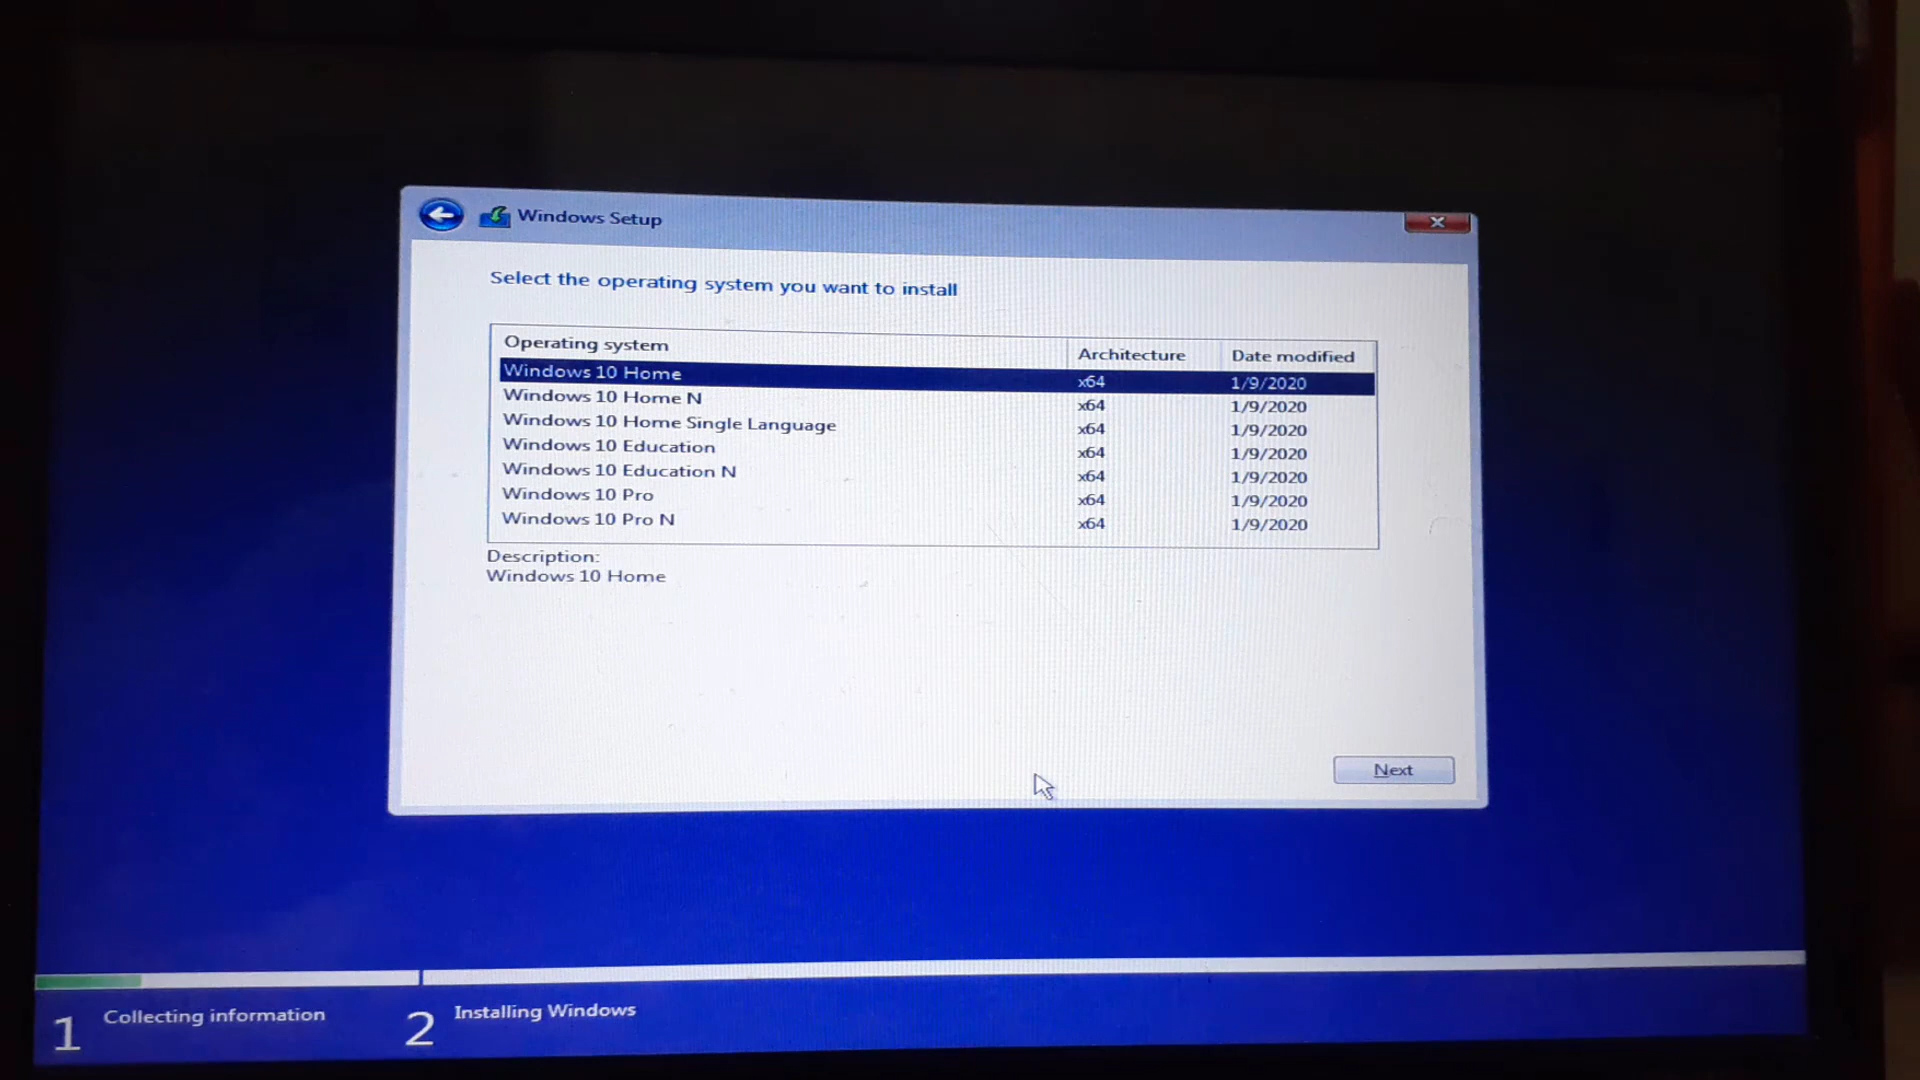 Windows Setup
Select the operating system you want to install
Operating system Architecture Date modified
Windows 10 Home x64 1/9/2020
Windows 10 Home N x64 1/9/2020
Windows 10 Home Single Language x64 1/9/2020
Windows 10 Education x64 1/9/2020
Windows 10 Education N x64 1/9/2020
Windows 10 Pro x64 1/9/2020
Windows 10 Pro N x64 1/9/2020
Description:
Windows 10 Home
Next
1 Collecting information 2 Installing Windows